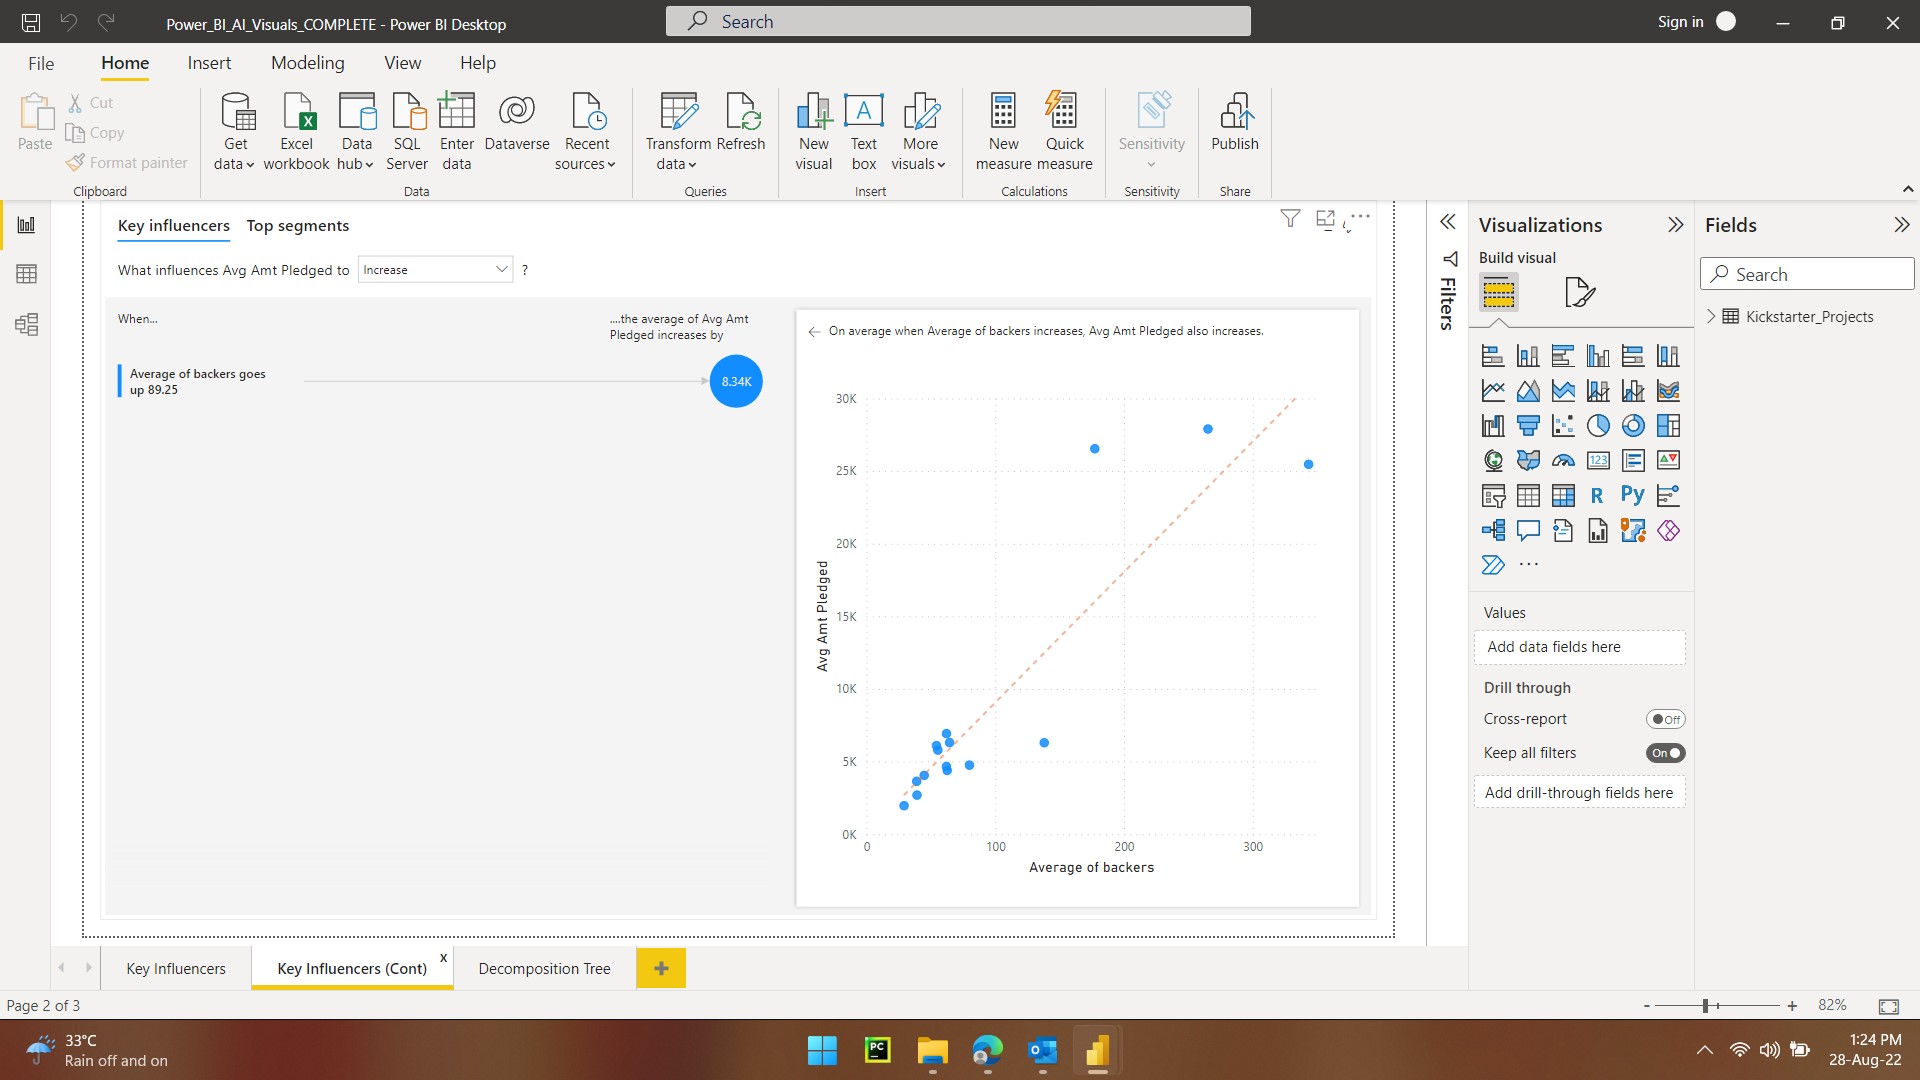 Power_BI_AI_Visuals_COMPLETE - Power BI Desktop
Search
Sign in
File
Home
Insert
Modeling
View
Help
Paste
Cut
Copy
Format painter
Clipboard
Get data
Excel workbook
Data hub
SQL Server
Enter data
Dataverse
Recent sources
Data
Transform data
Refresh
Queries
New visual
Text box
More visuals
Insert
New measure
Quick measure
Calculations
Sensitivity
Sensitivity
Publish
Share
Key influencers
Top segments
What influences Avg Amt Pledged to
Increase
?
When...
....the average of Avg Amt
Pledged increases by
Average of backers goes
up 89.25
8.34K
On average when Average of backers increases, Avg Amt Pledged also increases.
30K
25K
20K
15K
10K
5K
0K
Avg Amt Pledged
0
100
200
300
Average of backers
Filters
Visualizations
Build visual
123
R
Py
Values
Add data fields here
Drill through
Cross-report
Off
Keep all filters
On
Add drill-through fields here
Fields
Search
Kickstarter_Projects
Key Influencers
Key Influencers (Cont)
x
Decomposition Tree
+
Page 2 of 3
-
+
82%
33°C
Rain off and on
PC
1:24 PM
28-Aug-22